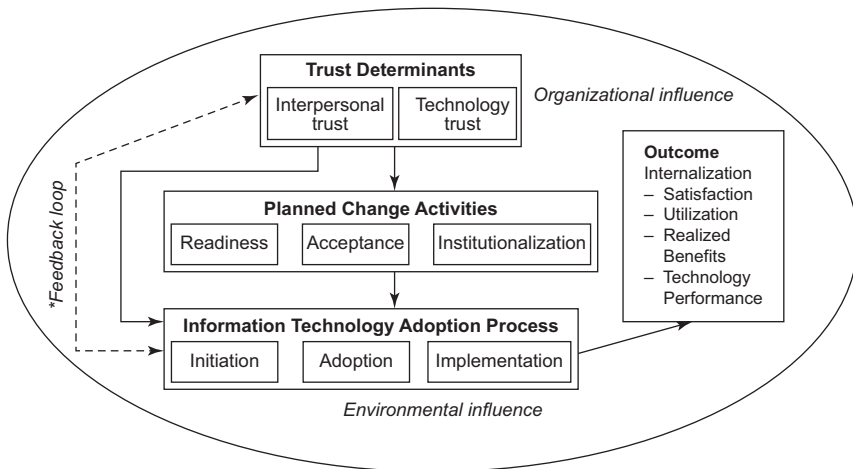 Trust Determinants
Interpersonal
trust
Technology
trust
Organizational influence
Outcome
Internalization
– Satisfaction
– Utilization
– Realized
Benefits
– Technology
Performance
Planned Change Activities
Readiness
Acceptance
Institutionalization
*Feedback loop
Information Technology Adoption Process
Initiation
Adoption
Implementation
Environmental influence